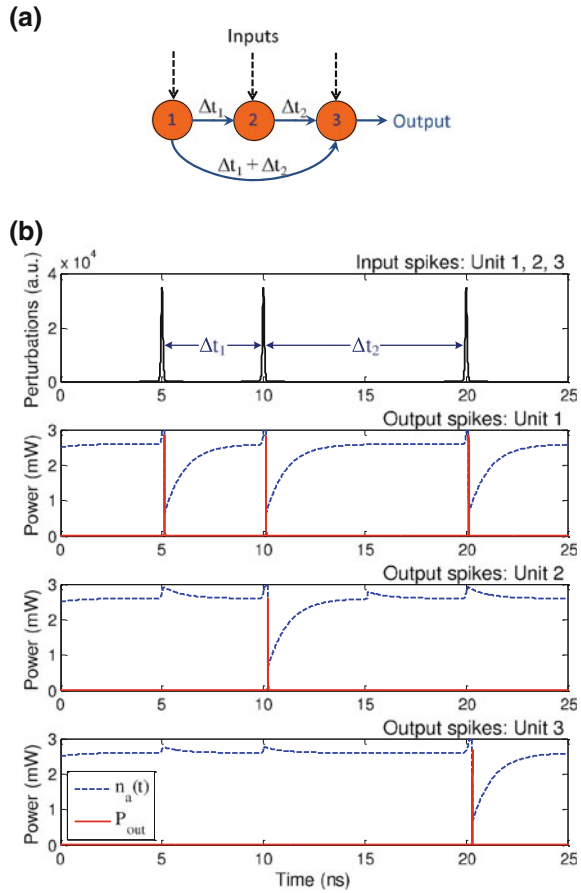 (a)
Inputs
1 Δt₁ 2 Δt₂ 3 Output
Δt₁ + Δt₂
(b)
x 10⁴ Input spikes: Unit 1, 2, 3
Perturbations (a.u.)
4
2
0
Δt₁ Δt₂
0 5 10 15 20 25
Output spikes: Unit 1
Power (mW)
3
2
1
0
0 5 10 15 20 25
Output spikes: Unit 2
Power (mW)
3
2
1
0
0 5 10 15 20 25
Output spikes: Unit 3
Power (mW)
3
2
1
0
n_a(t)
P_out
0 5 10 15 20 25
Time (ns)